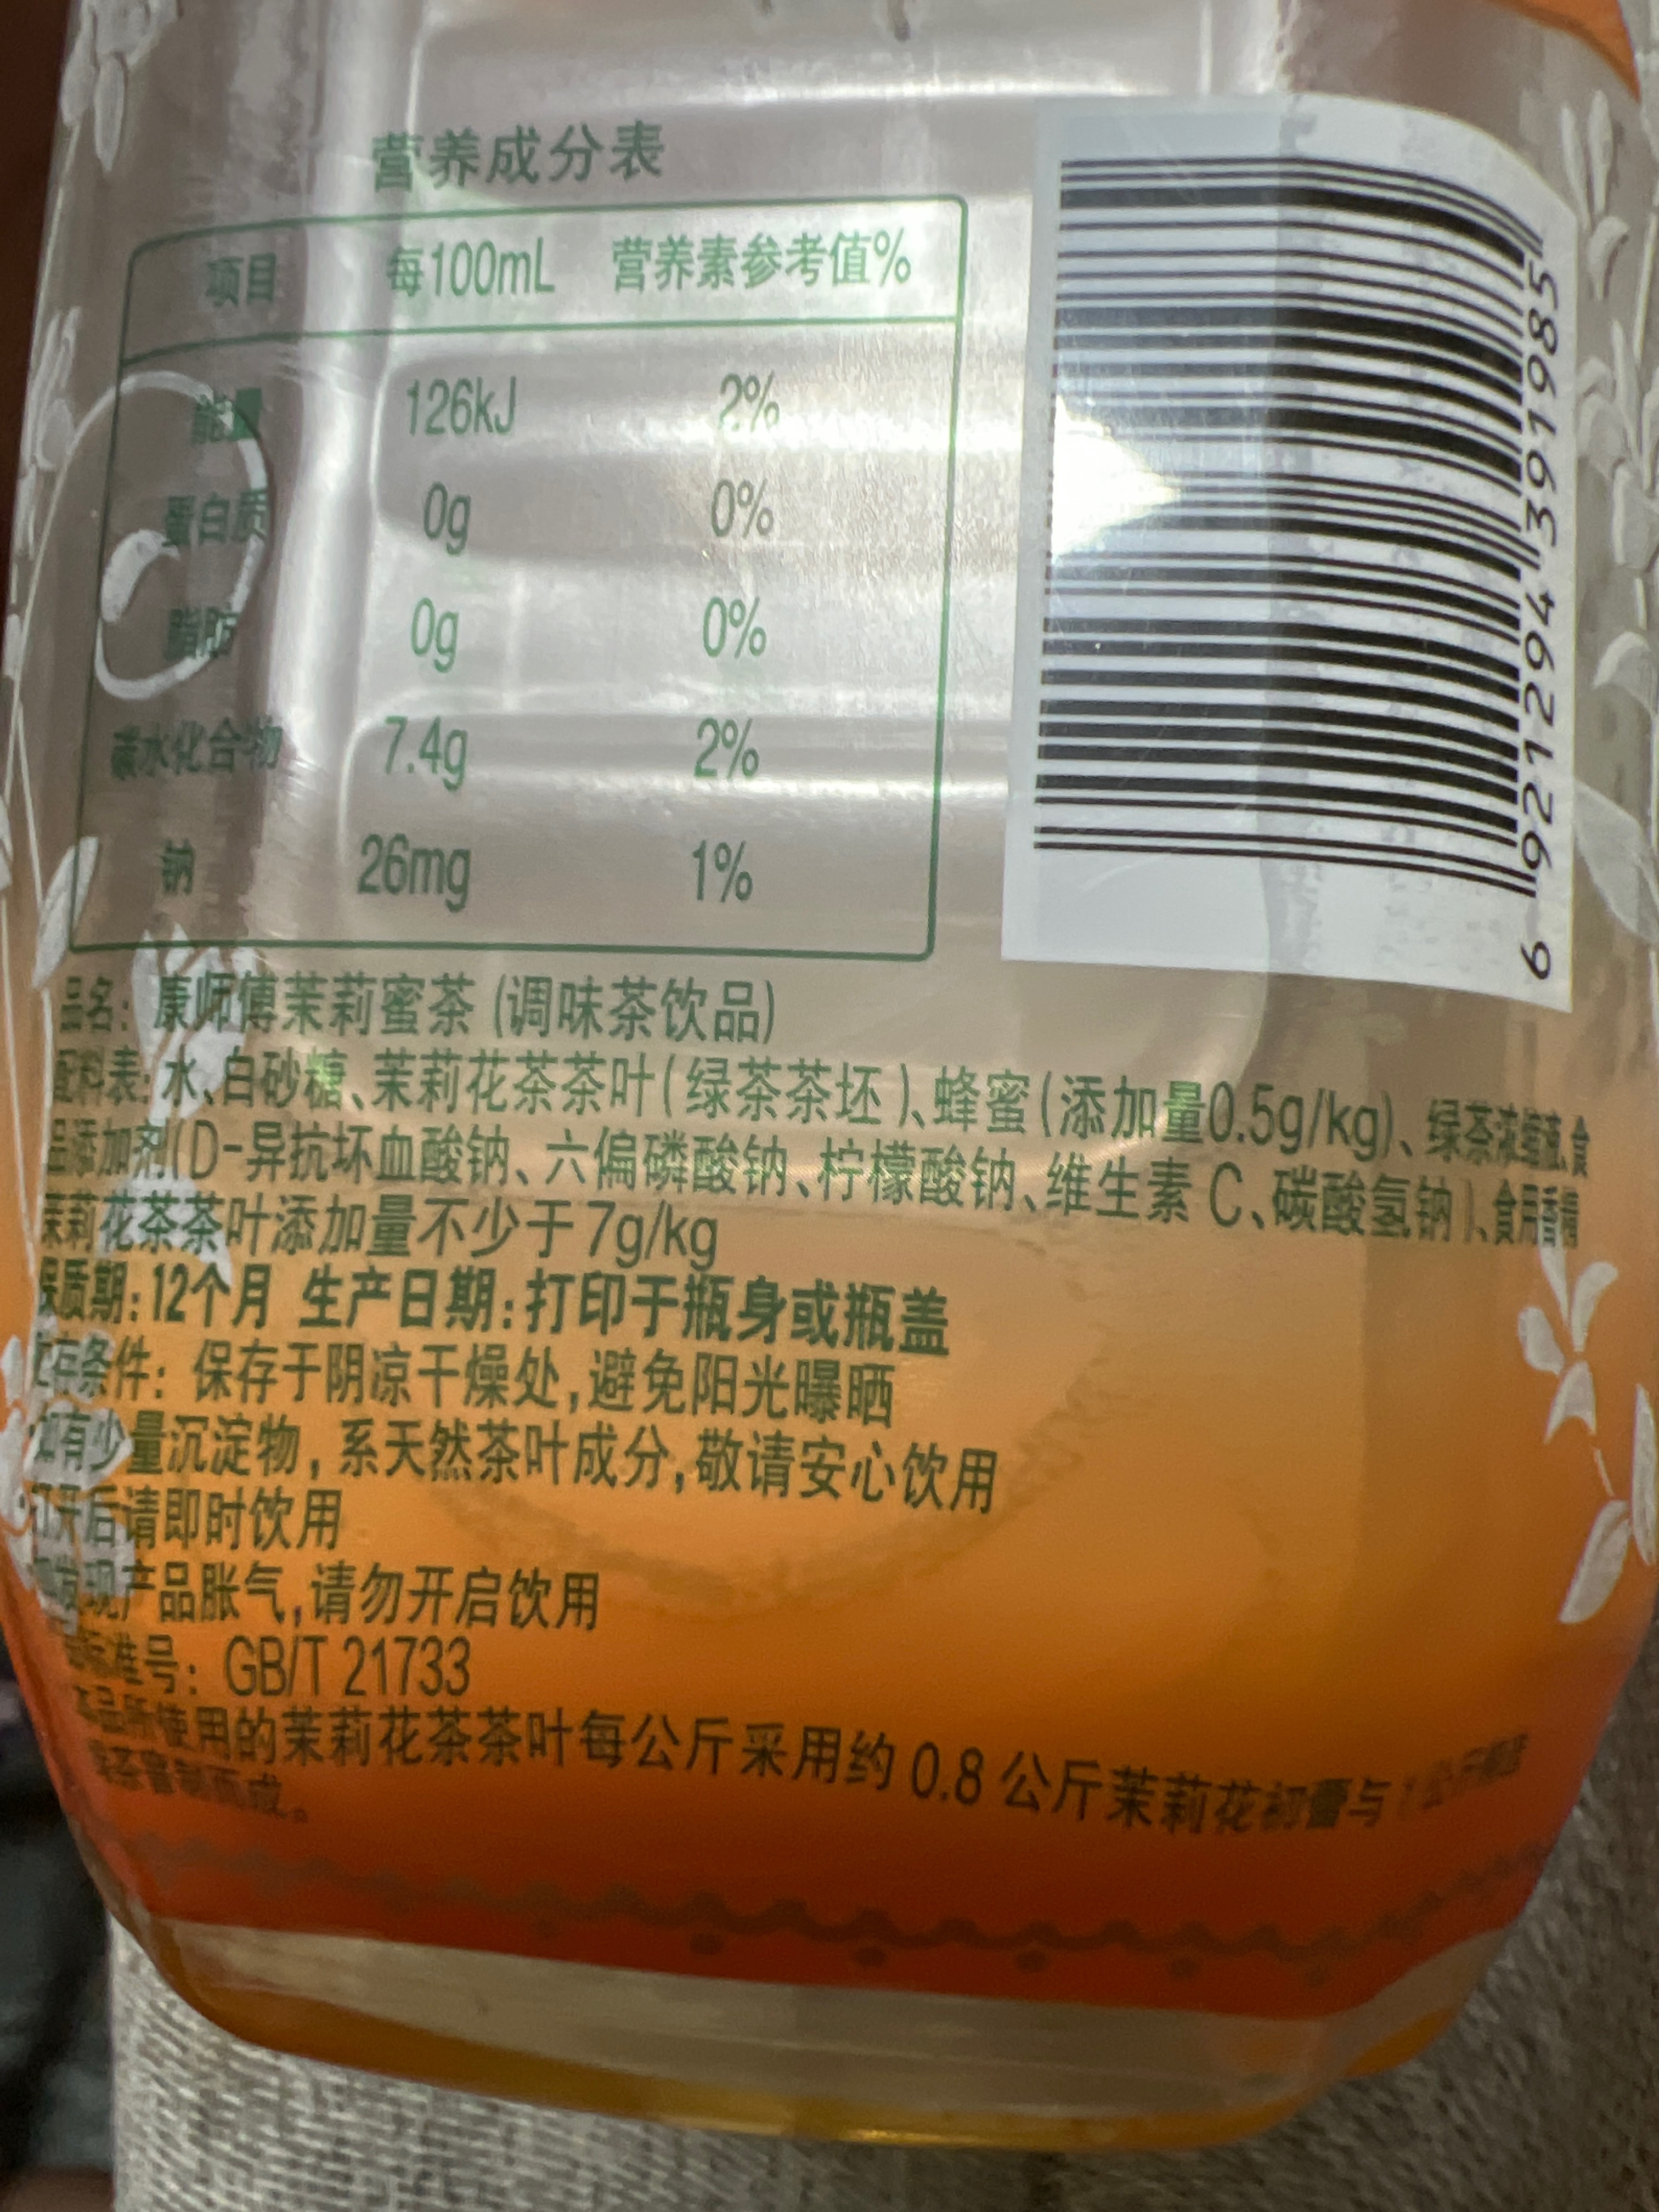 营养成分表
项目 每100mL 营养素参考值%
能量 126kJ 2%
蛋白质 0g 0%
脂肪 0g 0%
碳水化合物 7.4g 2%
钠 26mg 1%
6 921294 391985
品名：康师傅茉莉蜜茶 (调味茶饮品)
配料表：水、白砂糖、茉莉花茶茶叶(绿茶茶坯)、蜂蜜(添加量0.5g/kg)、绿茶浓缩液、食
品添加剂(D-异抗坏血酸钠、六偏磷酸钠、柠檬酸钠、维生素 C、碳酸氢钠)、食用香精
茉莉花茶茶叶添加量不少于7g/kg
保质期：12个月 生产日期：打印于瓶身或瓶盖
贮存条件：保存于阴凉干燥处,避免阳光曝晒
如有少量沉淀物,系天然茶叶成分,敬请安心饮用
打开后请即时饮用
如发现产品胀气,请勿开启饮用
标准号：GB/T 21733
本品所使用的茉莉花茶茶叶每公斤采用约 0.8 公斤茉莉花初蕾与 1 公斤
制而成。